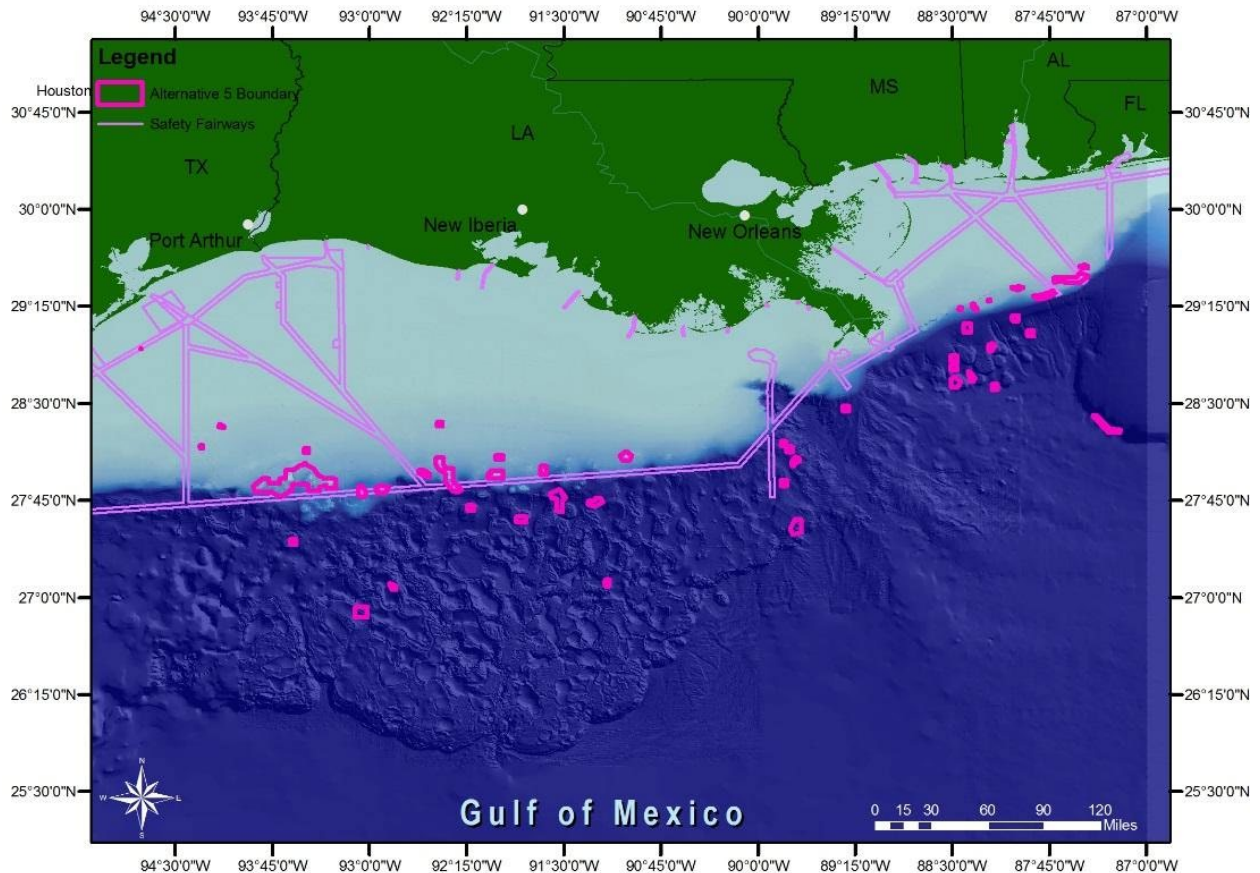 94°30'0"W 93°45'0"W 93°0'0"W 92°15'0"W 91°30'0"W 90°45'0"W 90°0'0"W 89°15'0"W 88°30'0"W 87°45'0"W 87°0'0"W
Legend
AL
Houston
Alternative 5 Boundary
MS
FL
30°45'0"N 30°45'0"N
Safety Fairways
LA
TX
30°0'0"N 30°0'0"N
New Iberia
New Orleans
Port Arthur
29°15'0"N 29°15'0"N
28°30'0"N 28°30'0"N
27°45'0"N 27°45'0"N
27°0'0"N 27°0'0"N
26°15'0"N 26°15'0"N
N
25°30'0"N 25°30'0"N
W E
S
Gulf of Mexico
0 15 30 60 90 120
Miles
94°30'0"W 93°45'0"W 93°0'0"W 92°15'0"W 91°30'0"W 90°45'0"W 90°0'0"W 89°15'0"W 88°30'0"W 87°45'0"W 87°0'0"W